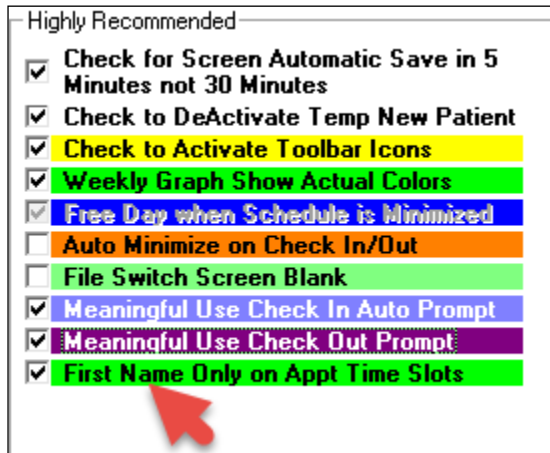 Highly Recommended
Check for Screen Automatic Save in 5
Minutes not 30 Minutes
Check to DeActivate Temp New Patient
Check to Activate Toolbar Icons
Weekly Graph Show Actual Colors
Free Day when Schedule is Minimized
Auto Minimize on Check In/Out
File Switch Screen Blank
Meaningful Use Check In Auto Prompt
Meaningful Use Check Out Prompt
First Name Only on Appt Time Slots